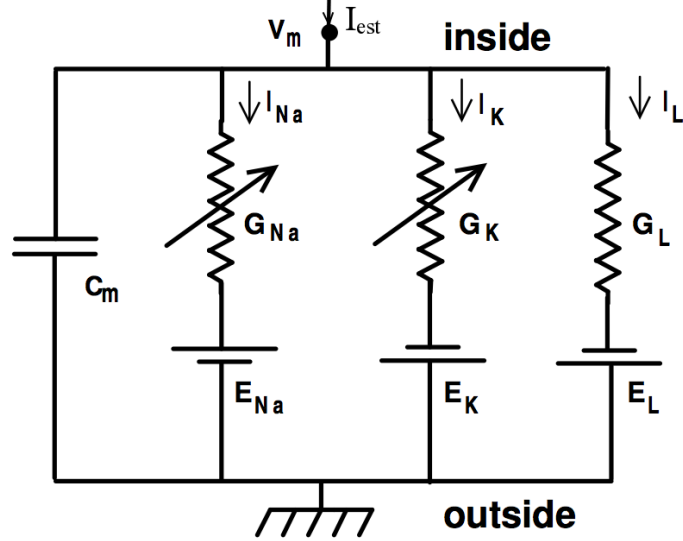 V_m I_est
inside
I_Na I_K I_L
G_Na G_K G_L
C_m
E_Na E_K E_L
outside